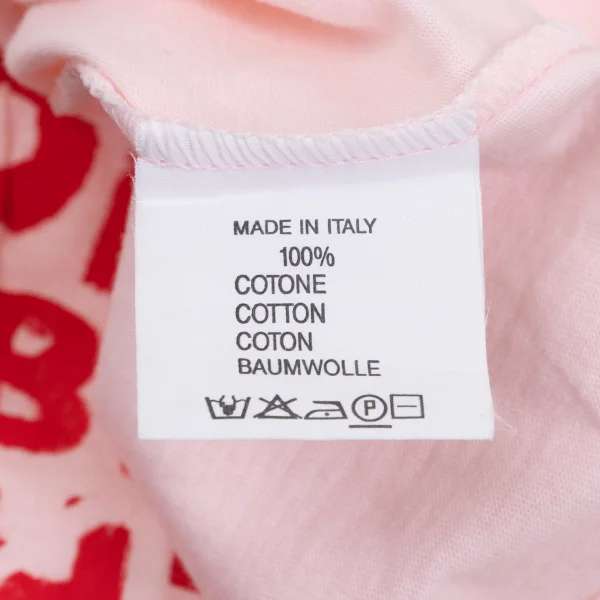 MADE IN ITALY
100%
COTONE
COTTON
COTON
BAUMWOLLE
P